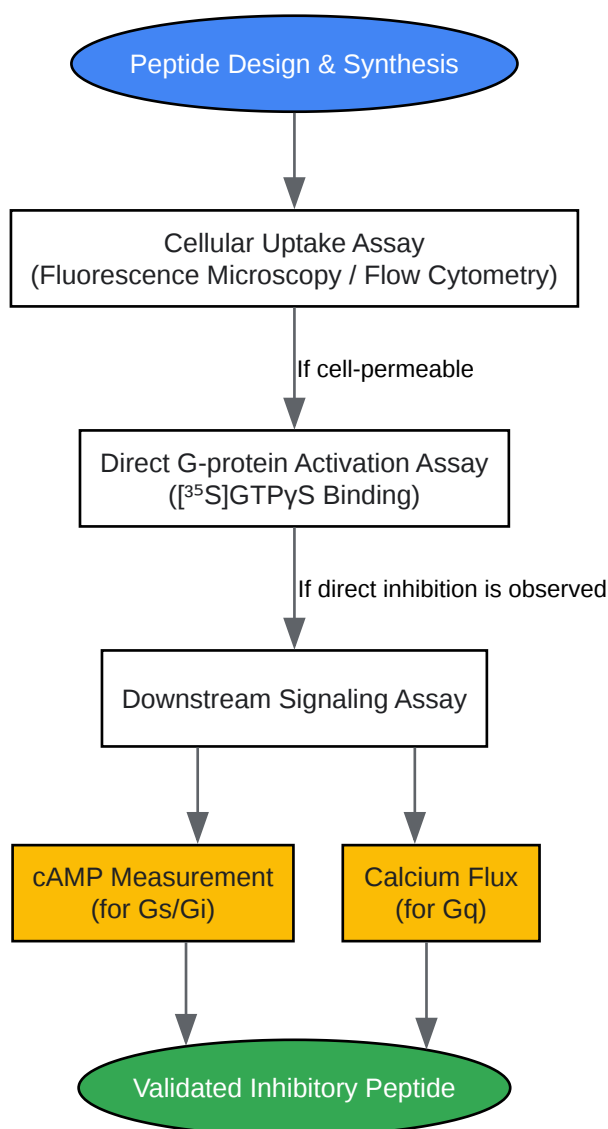 Peptide Design & Synthesis
Cellular Uptake Assay
(Fluorescence Microscopy / Flow Cytometry)
If cell-permeable
Direct G-protein Activation Assay
([³⁵S]GTPγS Binding)
If direct inhibition is observed
Downstream Signaling Assay
cAMP Measurement
(for Gs/Gi)
Calcium Flux
(for Gq)
Validated Inhibitory Peptide